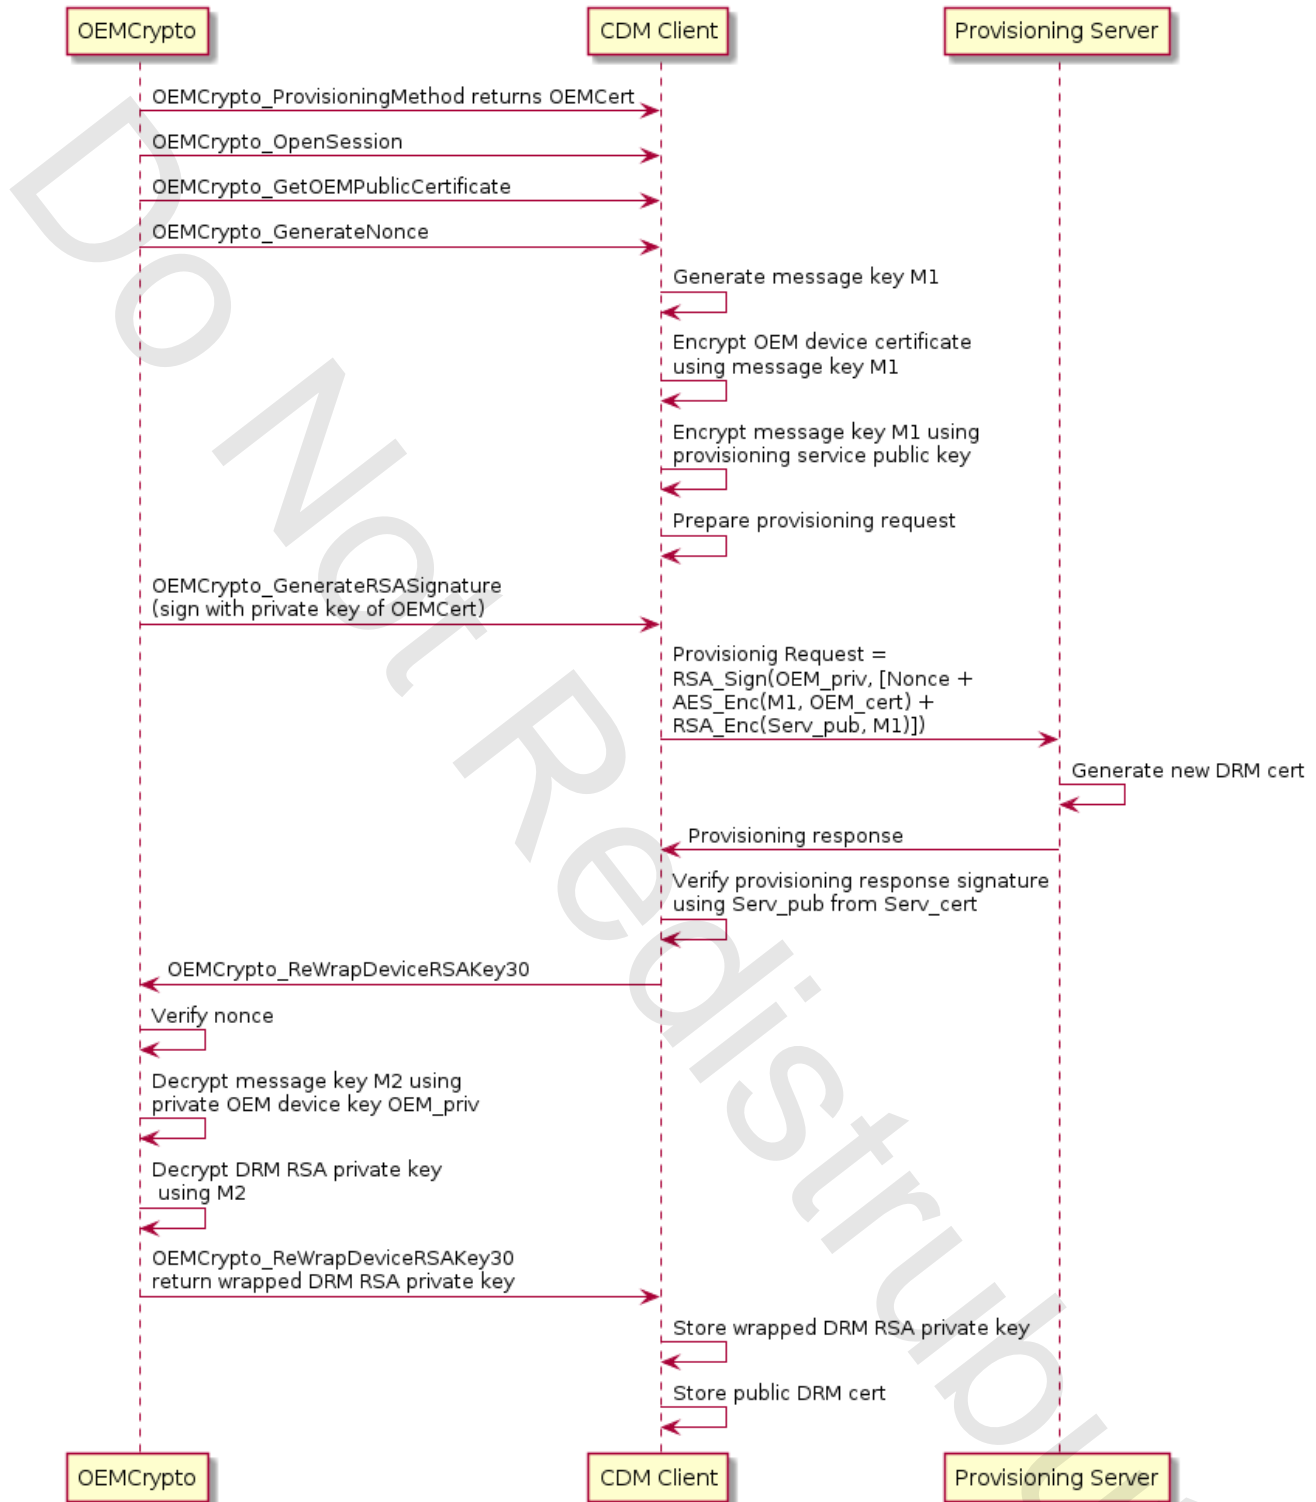 OEMCrypto
CDM Client
Provisioning Server
OEMCrypto_ProvisioningMethod returns OEMCert
OEMCrypto_OpenSession
OEMCrypto_GetOEMPublicCertificate
OEMCrypto_GenerateNonce
Generate message key M1
Encrypt OEM device certificate
using message key M1
Encrypt message key M1 using
provisioning service public key
Prepare provisioning request
OEMCrypto_GenerateRSASignature
(sign with private key of OEMCert)
Provisionig Request =
RSA_Sign(OEM_priv, [Nonce +
AES_Enc(M1, OEM_cert) +
RSA_Enc(Serv_pub, M1)])
Generate new DRM cert
Provisioning response
Verify provisioning response signature
using Serv_pub from Serv_cert
OEMCrypto_ReWrapDeviceRSAKey30
Verify nonce
Decrypt message key M2 using
private OEM device key OEM_priv
Decrypt DRM RSA private key
using M2
OEMCrypto_ReWrapDeviceRSAKey30
return wrapped DRM RSA private key
Store wrapped DRM RSA private key
Store public DRM cert
OEMCrypto
CDM Client
Provisioning Server
Do Not Redistrubu